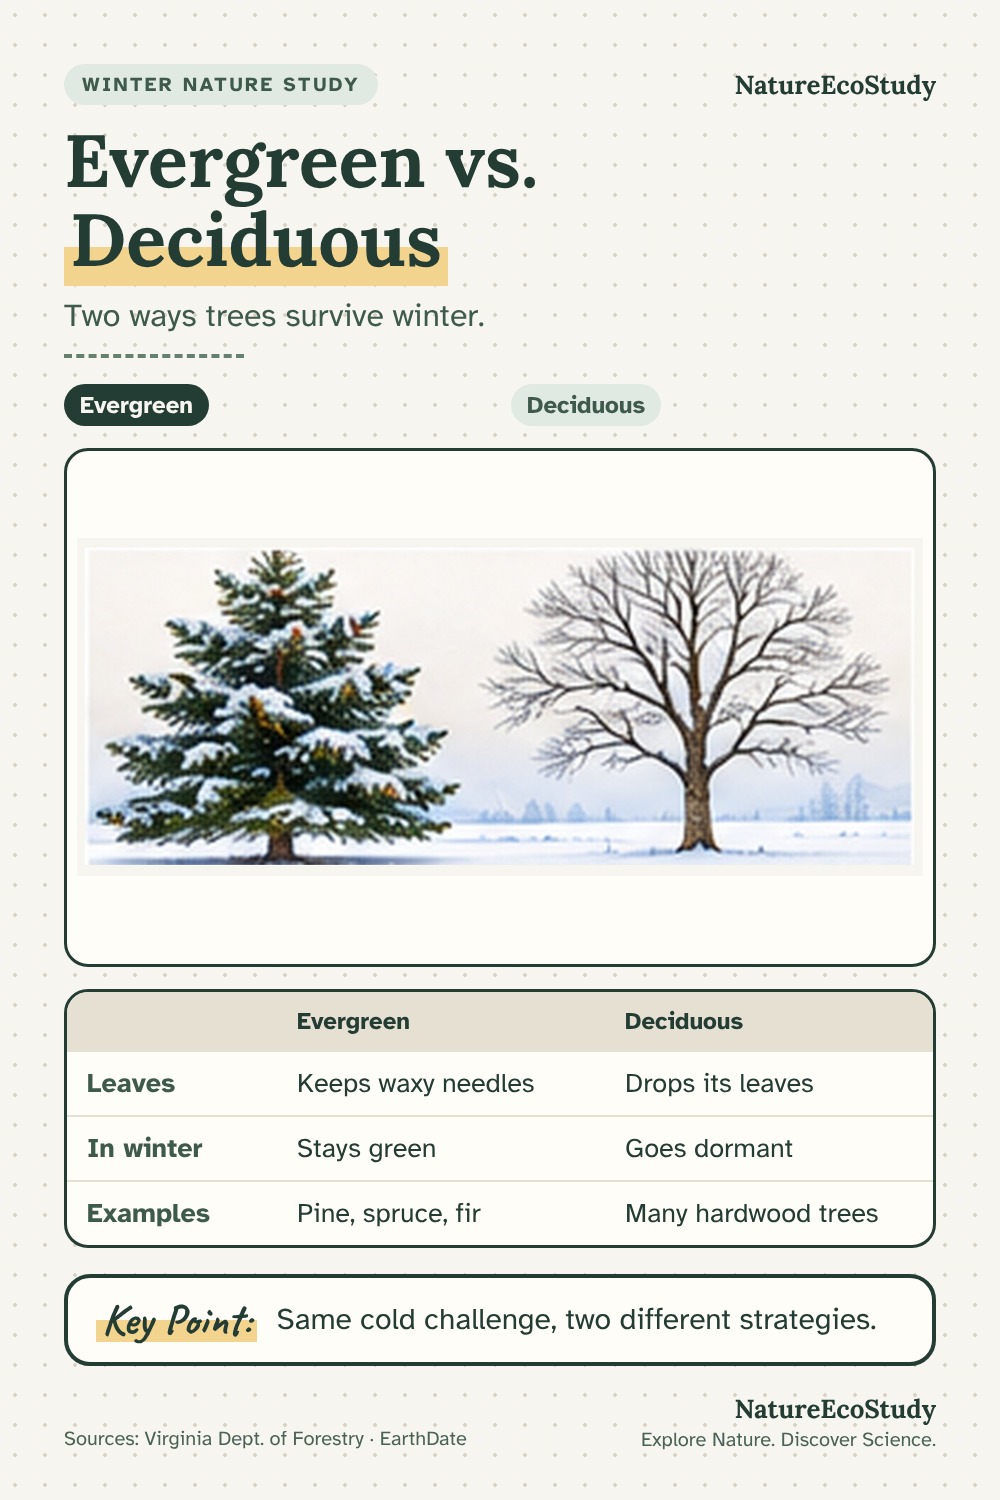 WINTER NATURE STUDY
NatureEcoStudy
Evergreen vs.
Deciduous
Two ways trees survive winter.
Evergreen
Deciduous
Evergreen Deciduous
Leaves Keeps waxy needles Drops its leaves
In winter Stays green Goes dormant
Examples Pine, spruce, fir Many hardwood trees
Key Point: Same cold challenge, two different strategies.
NatureEcoStudy
Sources: Virginia Dept. of Forestry · EarthDate
Explore Nature. Discover Science.